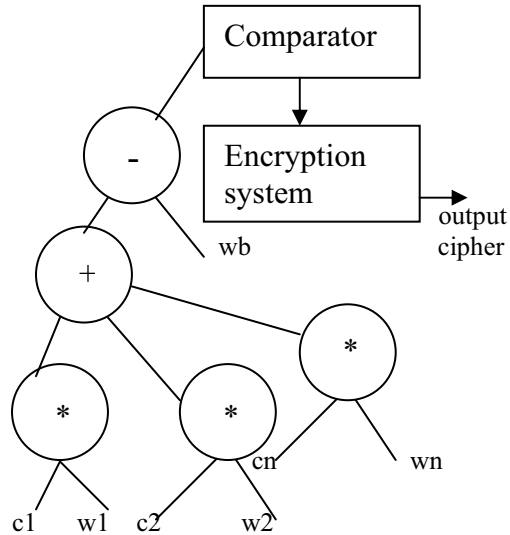 Comparator
-
Encryption
system
output
cipher
wb
+
*
*
*
cn
wn
c1
w1
c2
w2